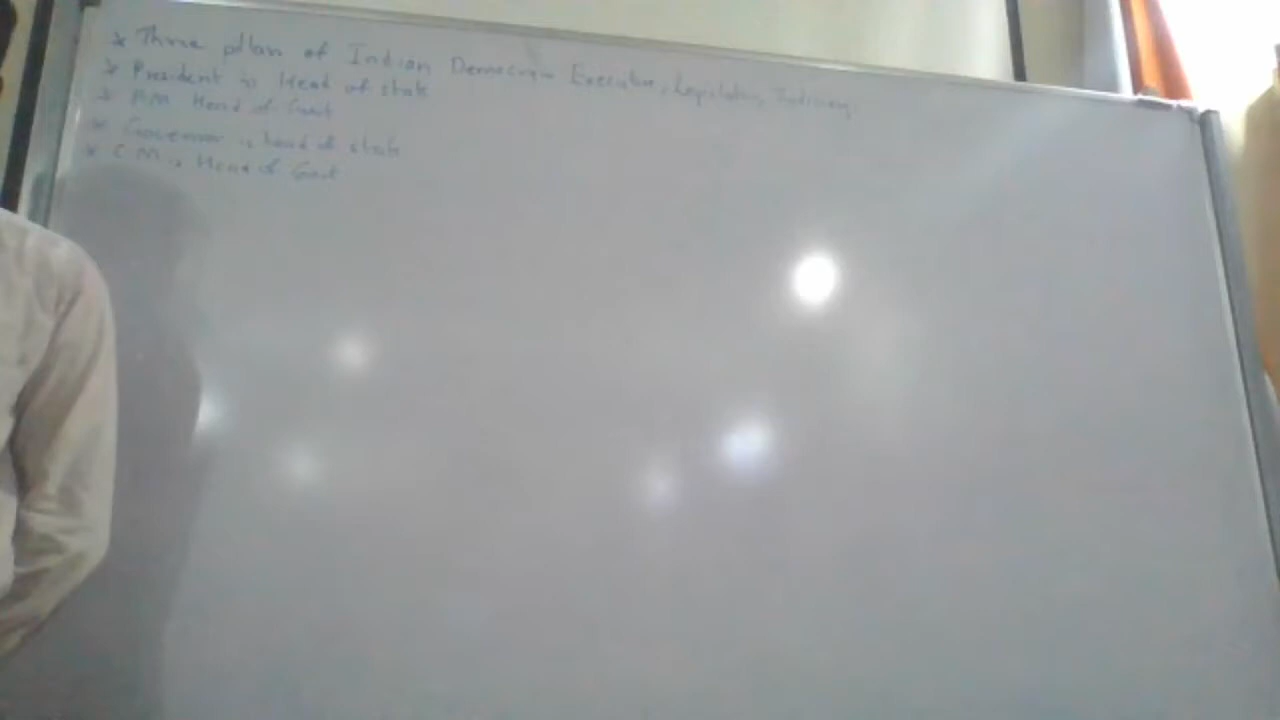 * Three pillar of Indian Democracy Executive, Legislative, Judiciary.
* President is Head of state
* PM Head of Govt
* Governor is head of state
* CM is Head of Govt